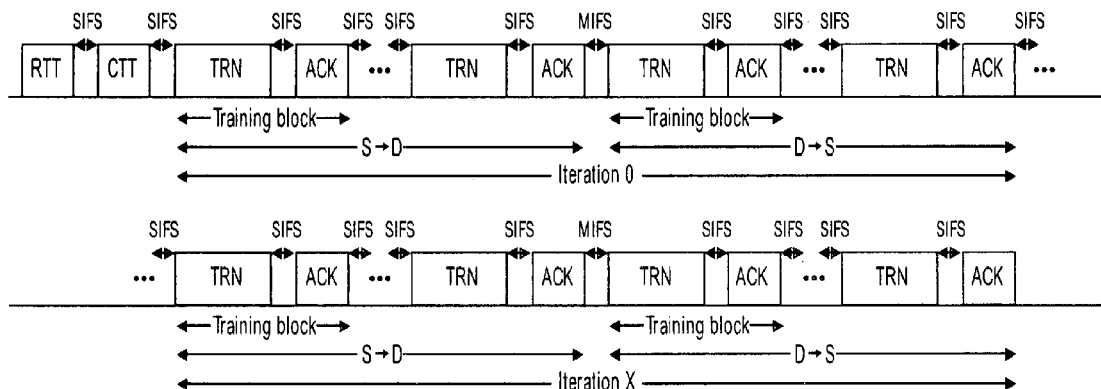 SIFS SIFS SIFS SIFS SIFS SIFS MIFS SIFS SIFS SIFS SIFS SIFS
RTT CTT TRN ACK ••• TRN ACK TRN ACK ••• TRN ACK •••
Training block Training block
S→D D→S
Iteration 0
SIFS SIFS SIFS SIFS SIFS MIFS SIFS SIFS SIFS SIFS
••• TRN ACK ••• TRN ACK TRN ACK ••• TRN ACK
Training block Training block
S→D D→S
Iteration X